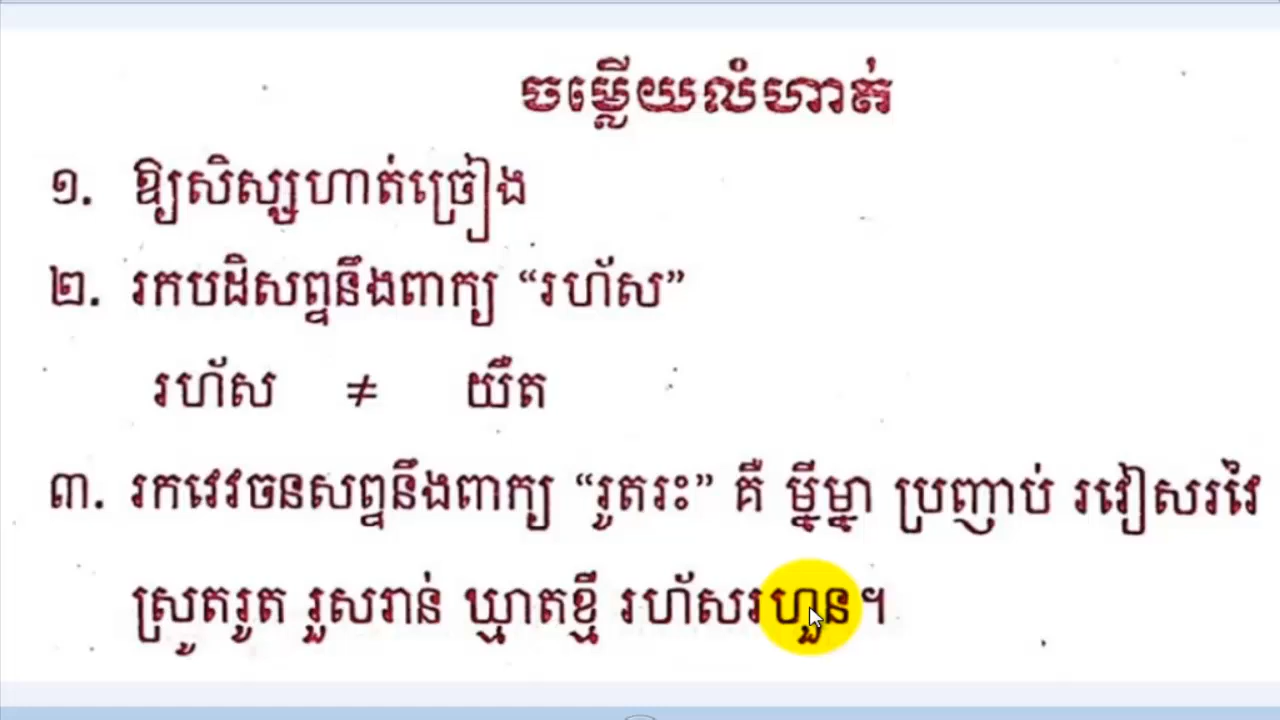 ចម្លើយលំហាត់
១. ឱ្យសិស្សហាត់ច្រៀង
២. រកបដិសព្ទនឹងពាក្យ “រហ័ស”
រហ័ស ≠ យឺត
៣. រកវេវចនសព្ទនឹងពាក្យ “រូតរះ” គឺ ម្នីម្នា ប្រញាប់ រវៀសរវៃ
ស្រូតរូត រួសរាន់ ឃ្មាតខ្មី រហ័សរហួន។